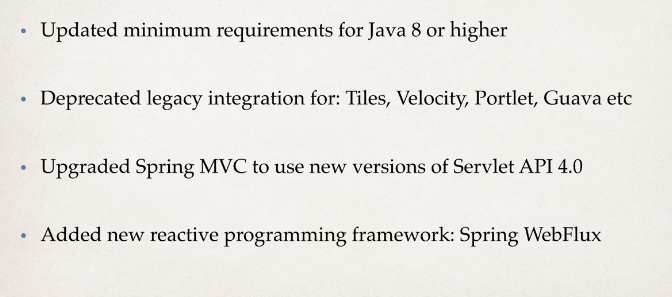 • Updated minimum requirements for Java 8 or higher
• Deprecated legacy integration for: Tiles, Velocity, Portlet, Guava etc
• Upgraded Spring MVC to use new versions of Servlet API 4.0
• Added new reactive programming framework: Spring WebFlux